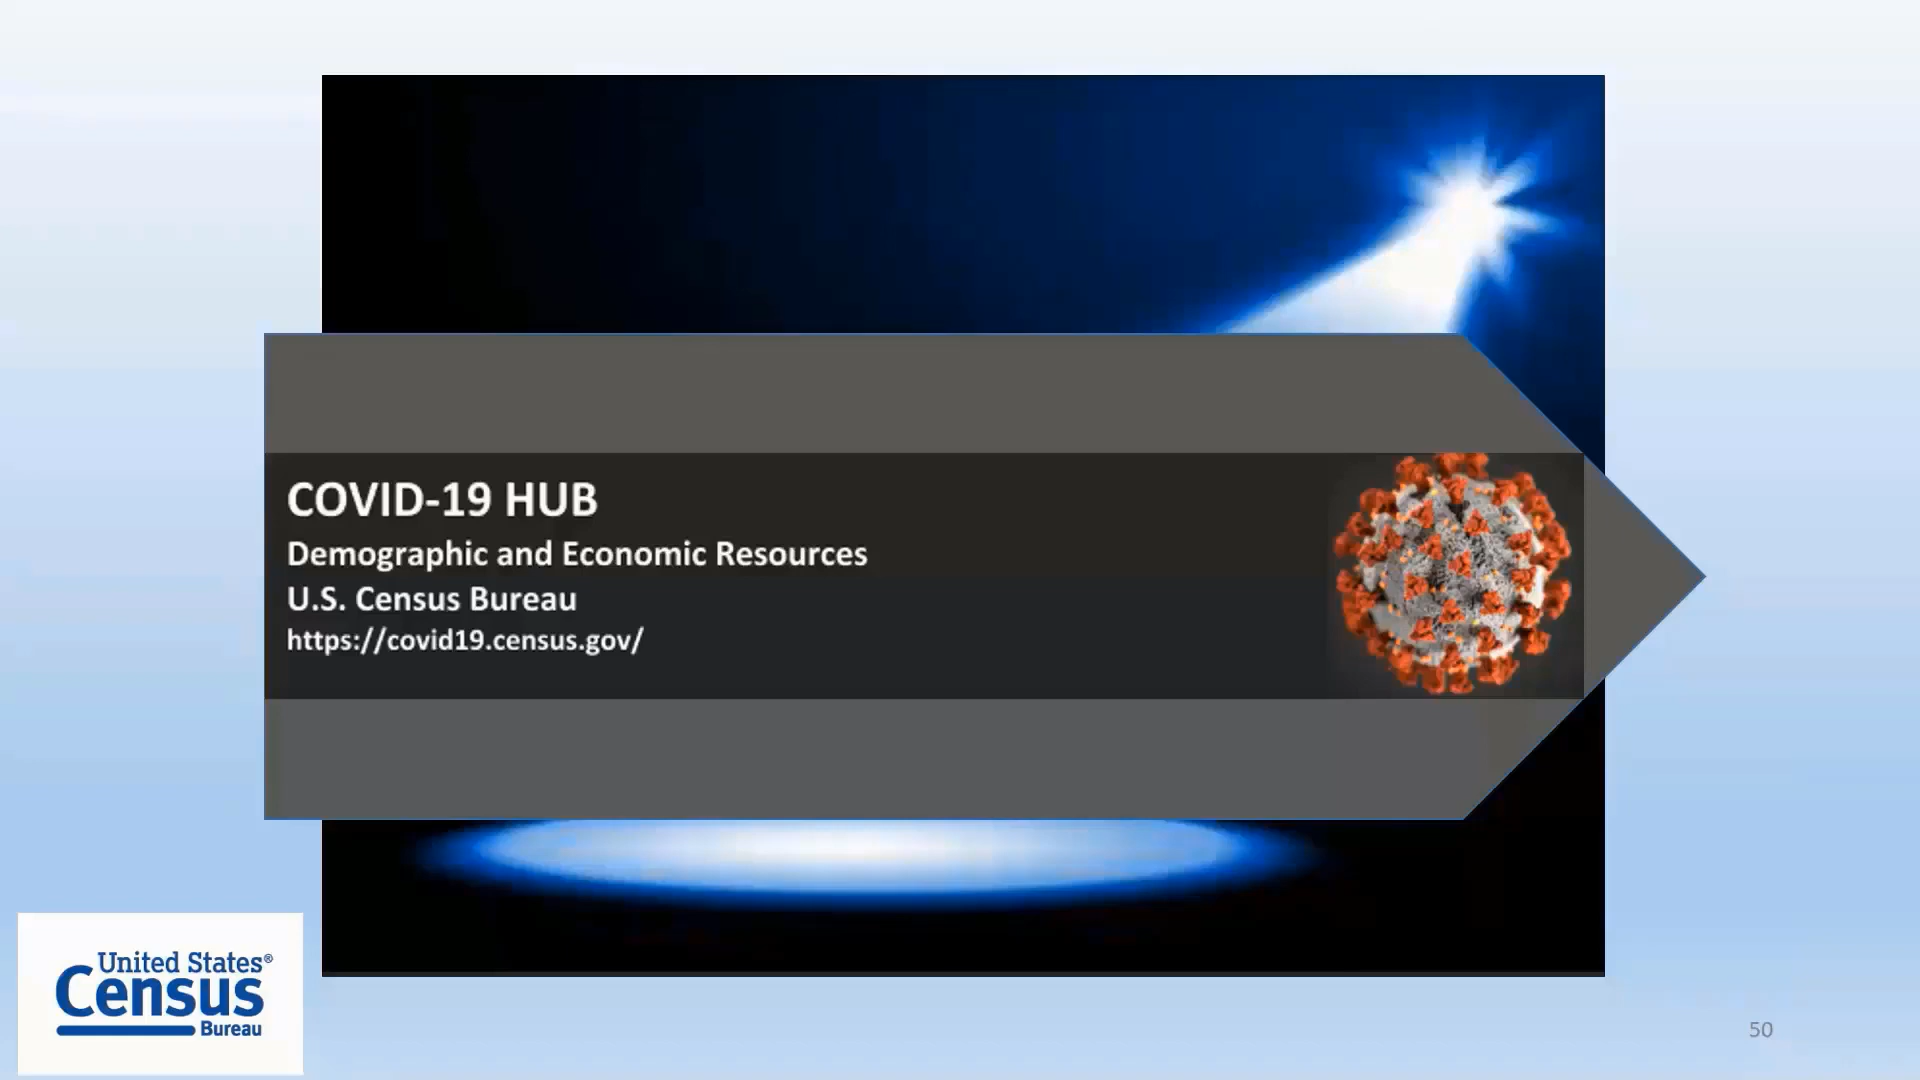 COVID-19 HUB
Demographic and Economic Resources
U.S. Census Bureau
https://covid19.census.gov/
United States®
Census
Bureau
50